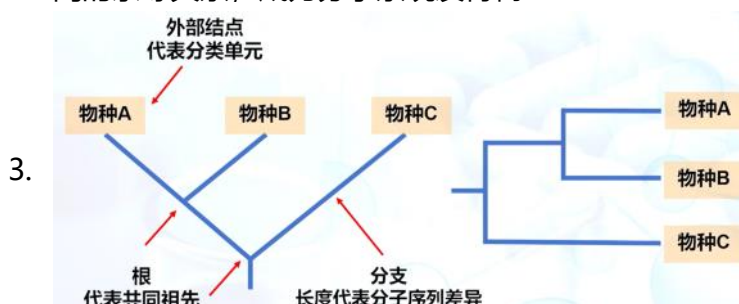 外部结点
代表分类单元
物种A
物种B
物种C
物种A
物种B
3.
物种C
根
代表共同祖先
分支
长度代表分子序列差异